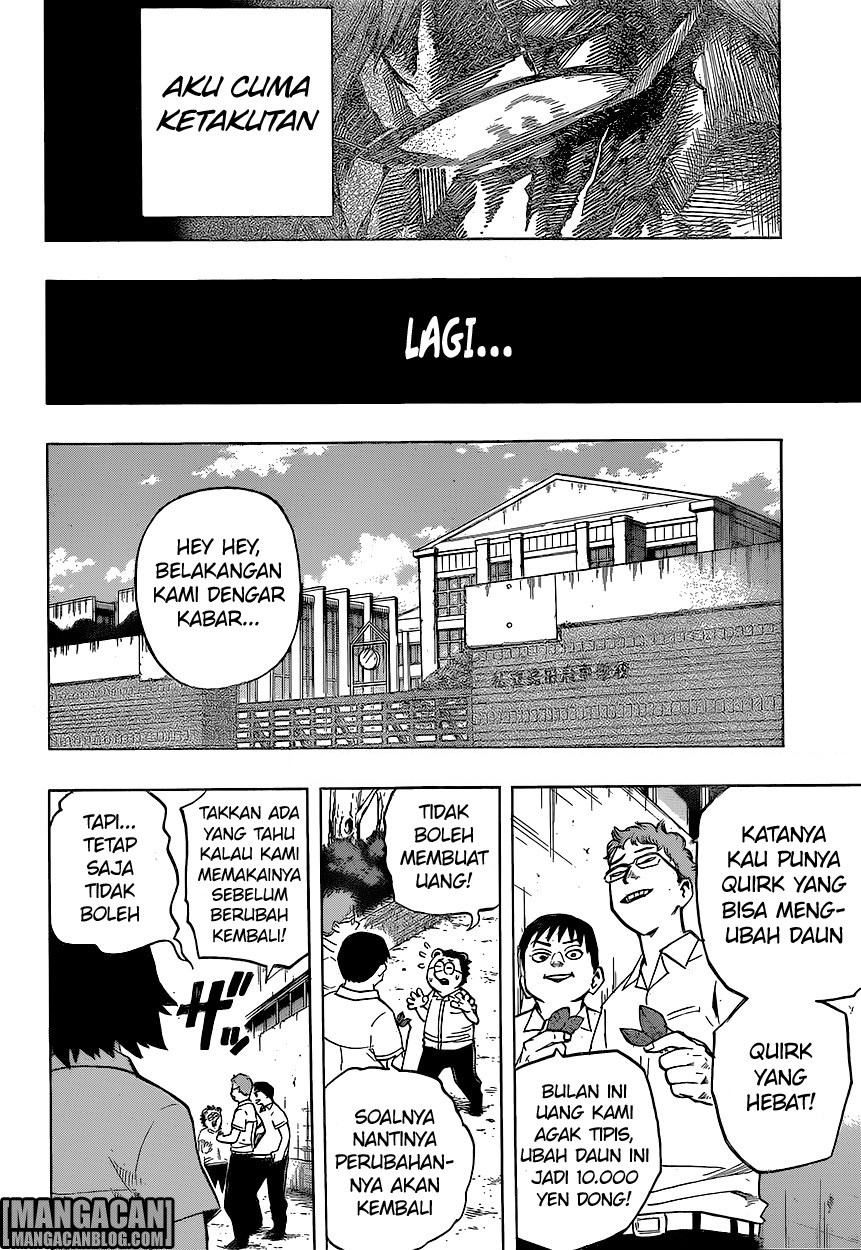 AKU CUMA
KETAKUTAN
LAGI...
HEY HEY,
BELAKANGAN
KAMI DENGAR
KABAR...
KATANYA
KAU PUNYA
QUIRK YANG
BISA MENG-
UBAH DAUN
QUIRK
YANG
HEBAT!
BULAN INI
UANG KAMI
AGAK TIPIS,
UBAH DAUN INI
JADI 10.000
YEN DONG!
TIDAK
BOLEH
MEMBUAT
UANG!
SOALNYA
NANTINYA
PERUBAHAN-
NYA AKAN
KEMBALI
TAKKAN ADA
YANG TAHU
KALAU KAMI
MEMAKAINYA
SEBELUM
BERUBAH
KEMBALI!
TAPI...
TETAP
SAJA
TIDAK
BOLEH
ザッ
[MANGACAN]
MANGACANBLOG.COM